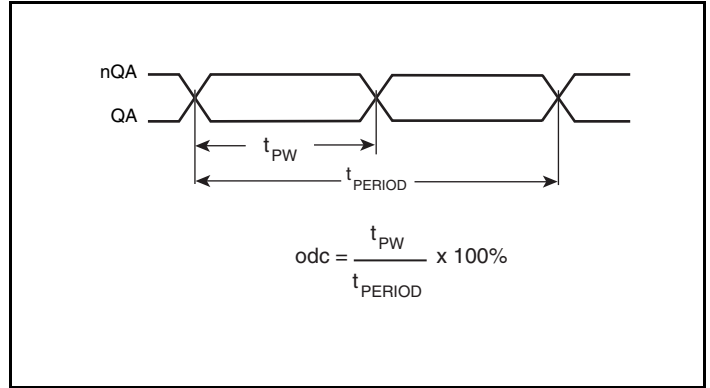 nQA
QA
tPW
tPERIOD
odc = tPW / tPERIOD x 100%